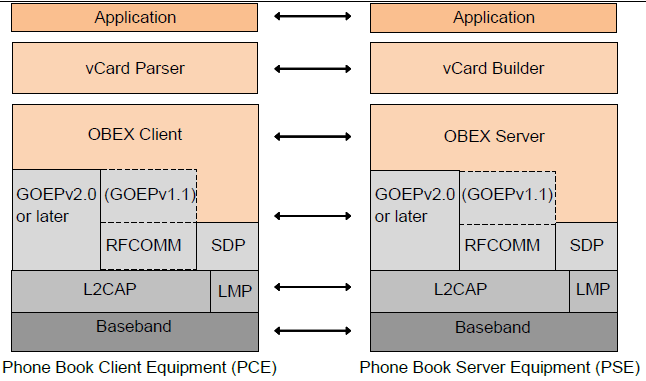 Application
Application
vCard Parser
vCard Builder
OBEX Client
OBEX Server
GOEPv2.0
or later
(GOEPv1.1)
GOEPv2.0
or later
(GOEPv1.1)
RFCOMM
SDP
RFCOMM
SDP
L2CAP
LMP
L2CAP
LMP
Baseband
Baseband
Phone Book Client Equipment (PCE)
Phone Book Server Equipment (PSE)